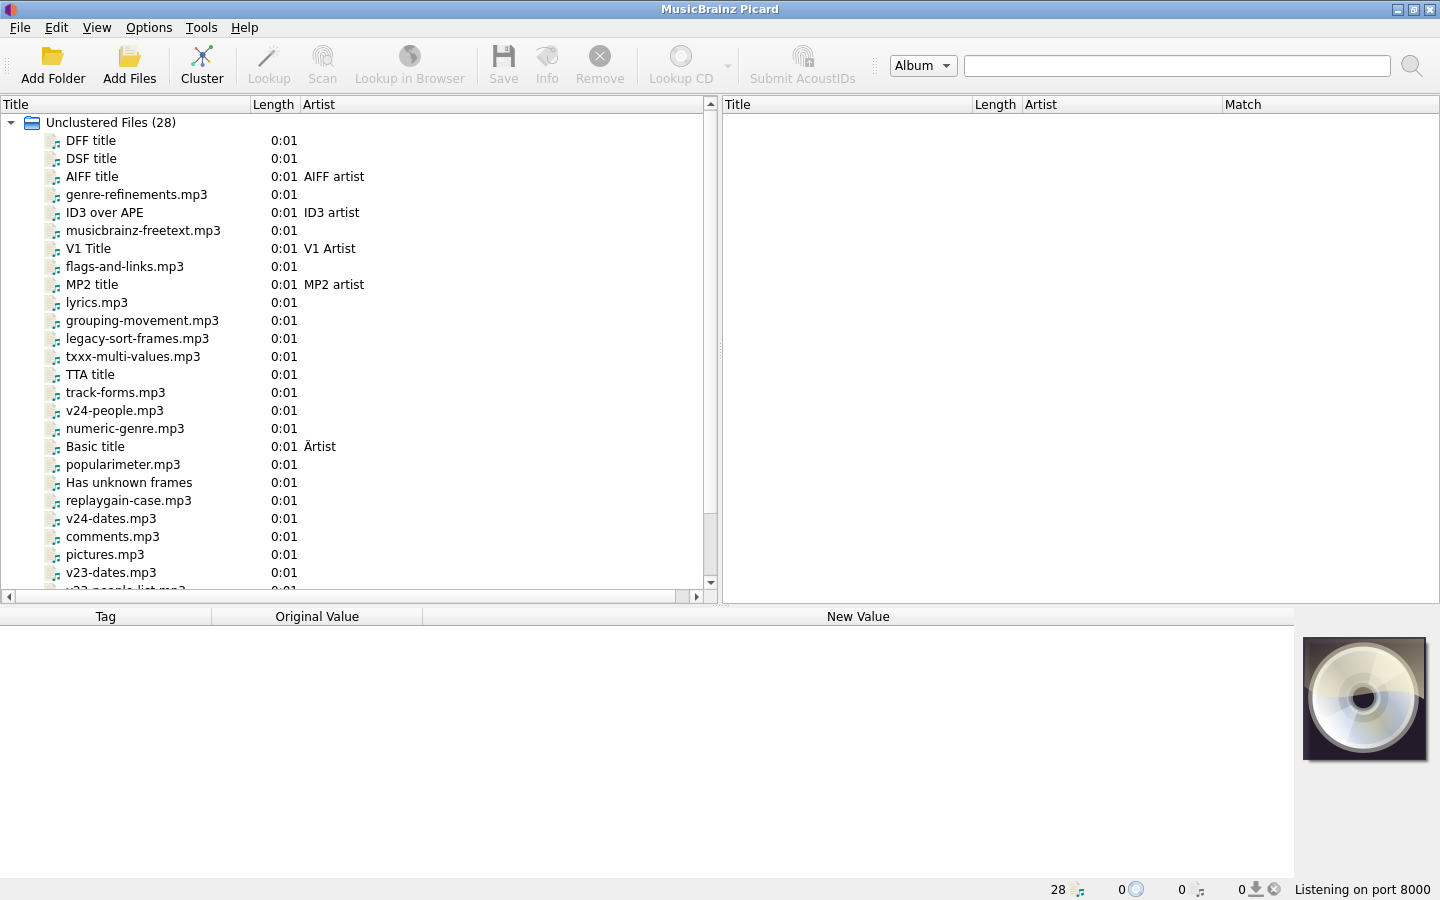 MusicBrainz Picard
File Edit View Options Tools Help
Add Folder Add Files Cluster Lookup Scan Lookup in Browser Save Info Remove Lookup CD Submit AcoustIDs Album
Title Length Artist Title Length Artist Match
Unclustered Files (28)
DFF title 0:01
DSF title 0:01
AIFF title 0:01 AIFF artist
genre-refinements.mp3 0:01
ID3 over APE 0:01 ID3 artist
musicbrainz-freetext.mp3 0:01
V1 Title 0:01 V1 Artist
flags-and-links.mp3 0:01
MP2 title 0:01 MP2 artist
lyrics.mp3 0:01
grouping-movement.mp3 0:01
legacy-sort-frames.mp3 0:01
txxx-multi-values.mp3 0:01
TTA title 0:01
track-forms.mp3 0:01
v24-people.mp3 0:01
numeric-genre.mp3 0:01
Basic title 0:01 Ärtist
popularimeter.mp3 0:01
Has unknown frames 0:01
replaygain-case.mp3 0:01
v24-dates.mp3 0:01
comments.mp3 0:01
pictures.mp3 0:01
v23-dates.mp3 0:01
v23-people-list.mp3 0:01
Tag Original Value New Value
28 0 0 0 Listening on port 8000